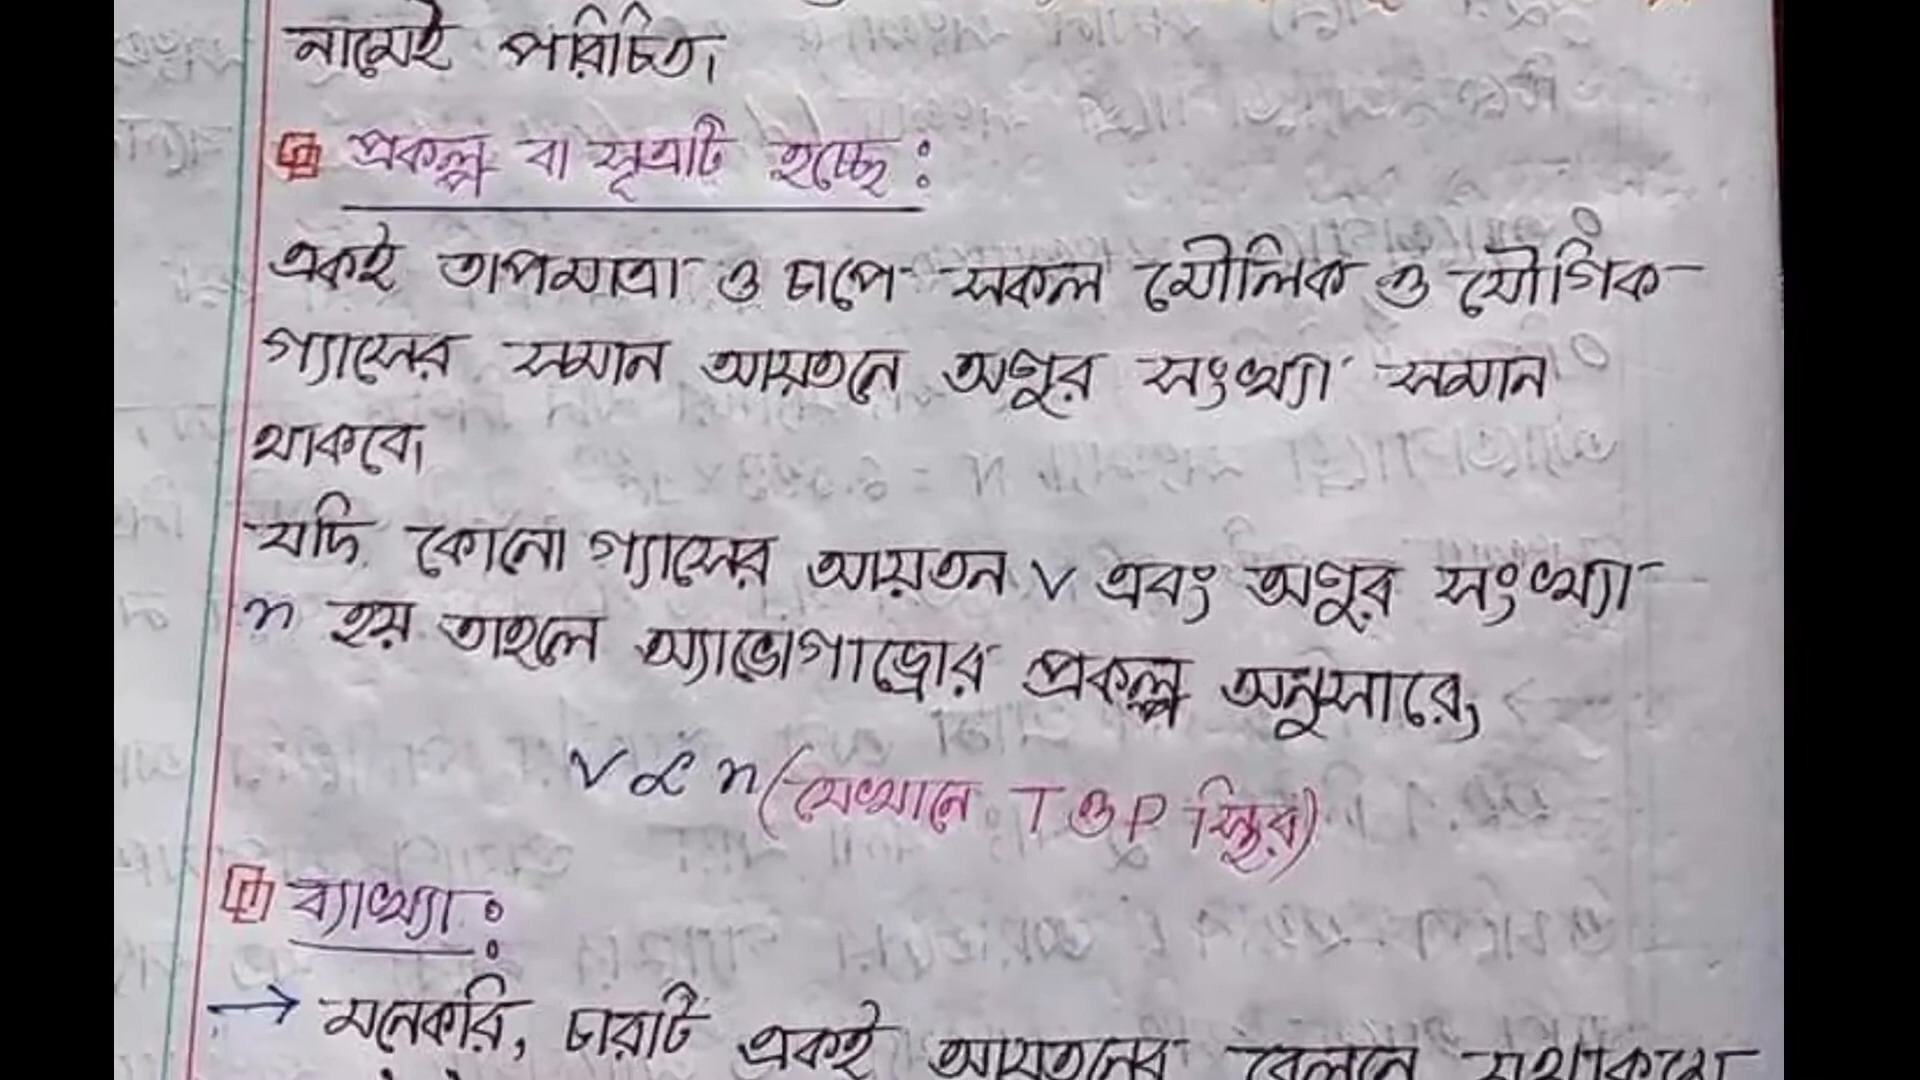 নামেই পরিচিত।
প্রকল্প বা সূত্রটি হচ্ছে:
একই তাপমাত্রা ও চাপে সকল মৌলিক ও যৌগিক
গ্যাসের সমান আয়তনে অণুর সংখ্যা সমান
থাকবে।
যদি কোনো গ্যাসের আয়তন V এবং অণুর সংখ্যা
n হয় তাহলে অ্যাভোগাড্রোর প্রকল্প অনুসারে,
V ∝ n (যেখানে T ও P স্থির)
ব্যাখ্যা:
→ মনেকরি, চারটি একই আয়তনের বেলুনে যথাক্রমে